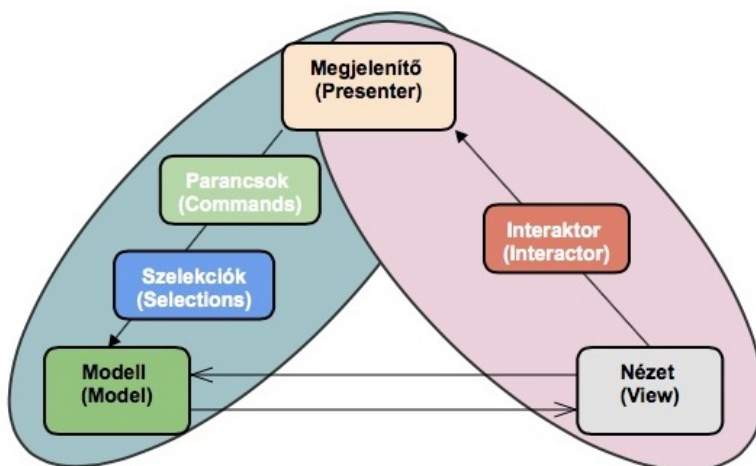 Megjelenítő
(Presenter)
Parancsok
(Commands)
Interaktor
(Interactor)
Szelekciók
(Selections)
Modell
(Model)
Nézet
(View)